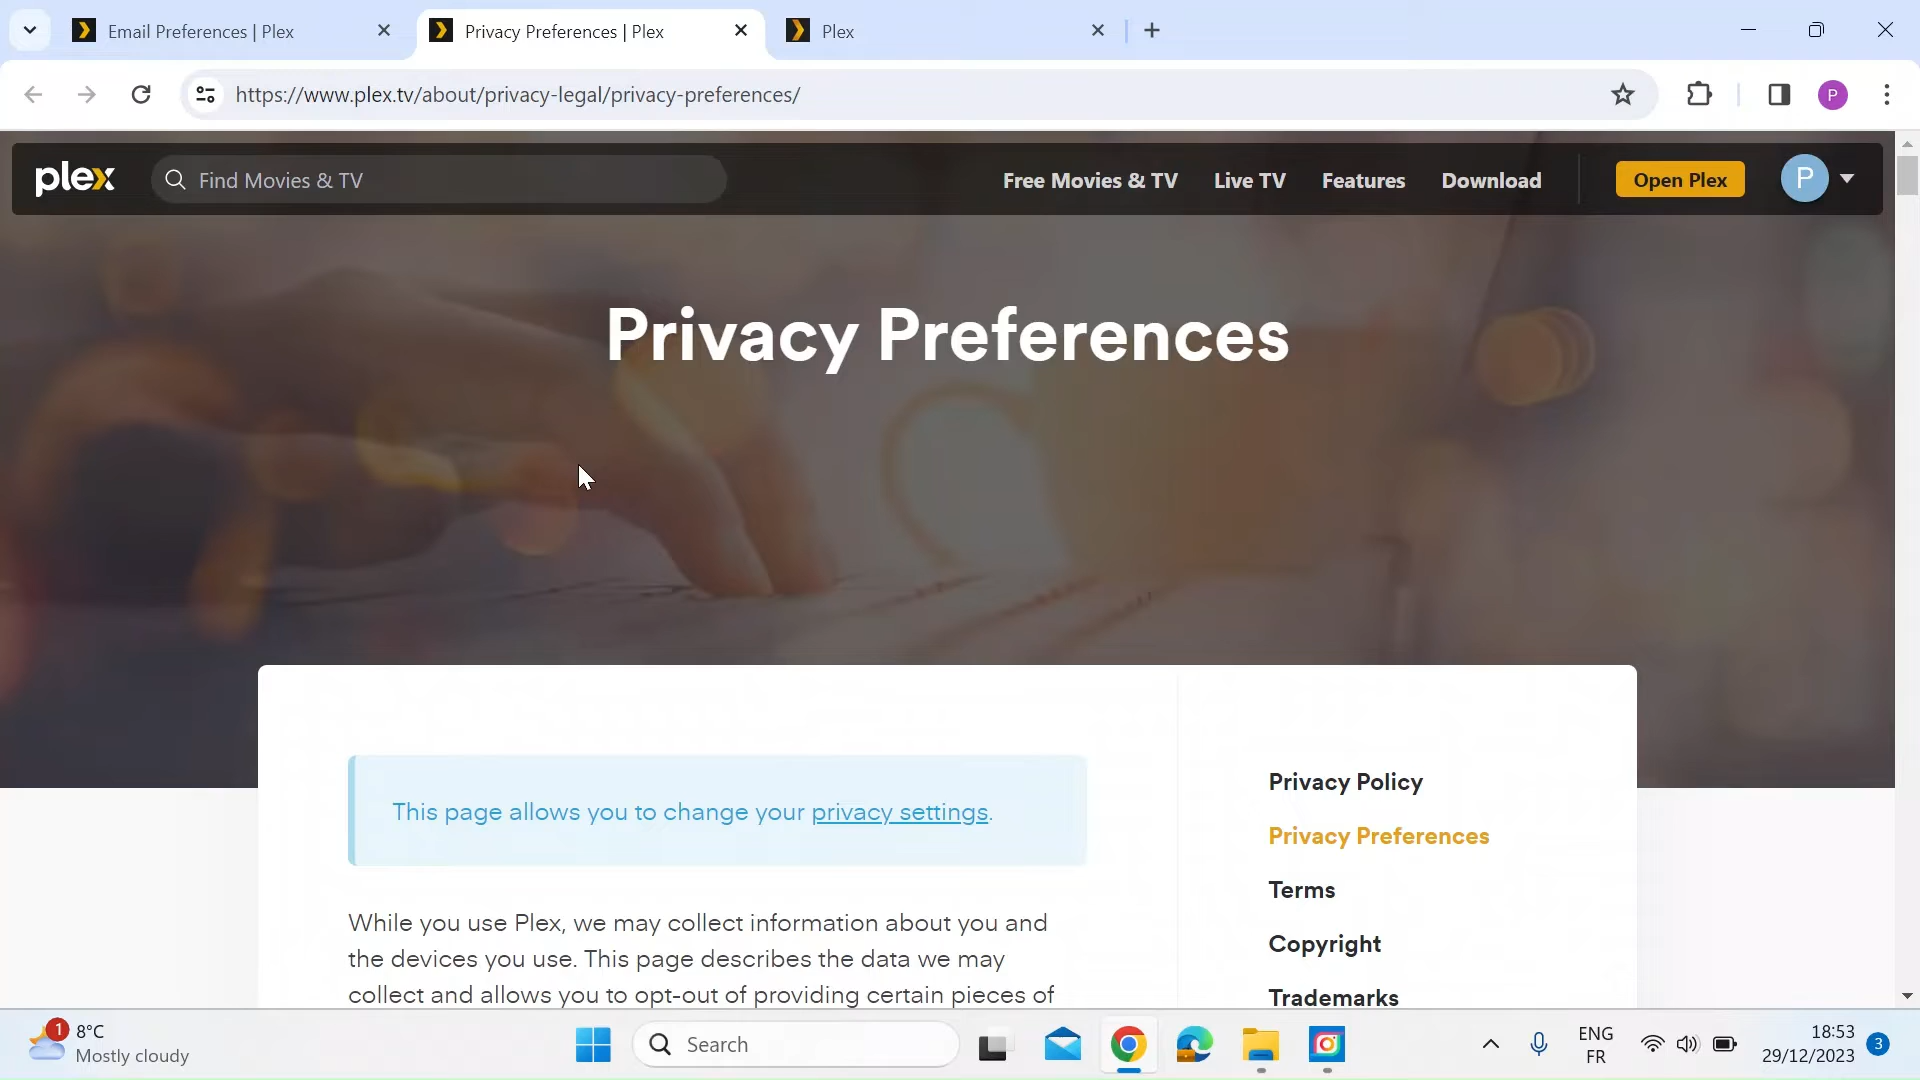 Email Preferences | Plex
Privacy Preferences | Plex
Plex
https://www.plex.tv/about/privacy-legal/privacy-preferences/
P
plex
Find Movies & TV
Free Movies & TV
Live TV
Features
Download
Open Plex
P
Privacy Preferences
This page allows you to change your privacy settings.
While you use Plex, we may collect information about you and
the devices you use. This page describes the data we may
collect and allows you to opt-out of providing certain pieces of
Privacy Policy
Privacy Preferences
Terms
Copyright
Trademarks
1
8°C
Mostly cloudy
Search
ENG
FR
18:53
29/12/2023
3